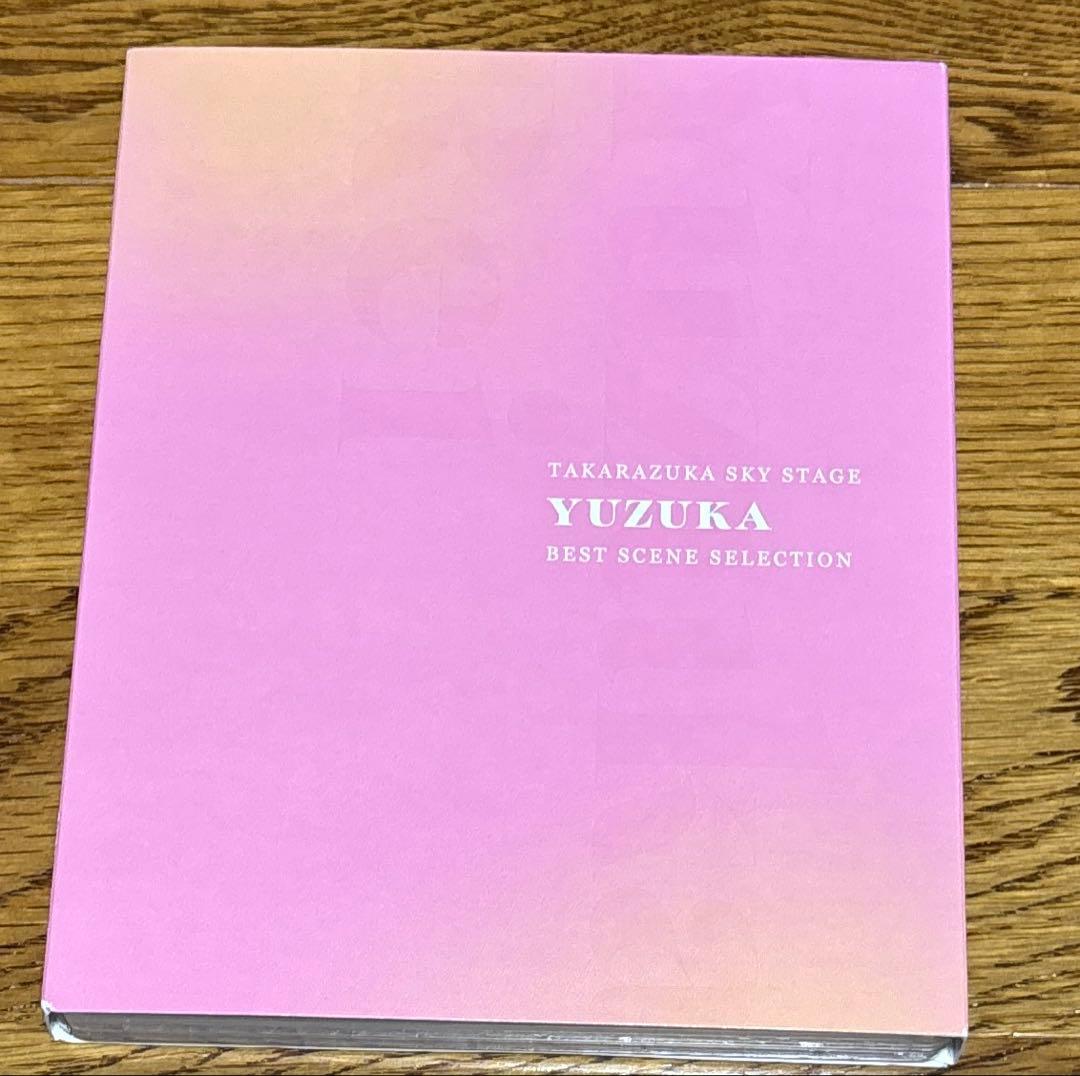 TAKARAZUKA SKY STAGE
YUZUKA
BEST SCENE SELECTION